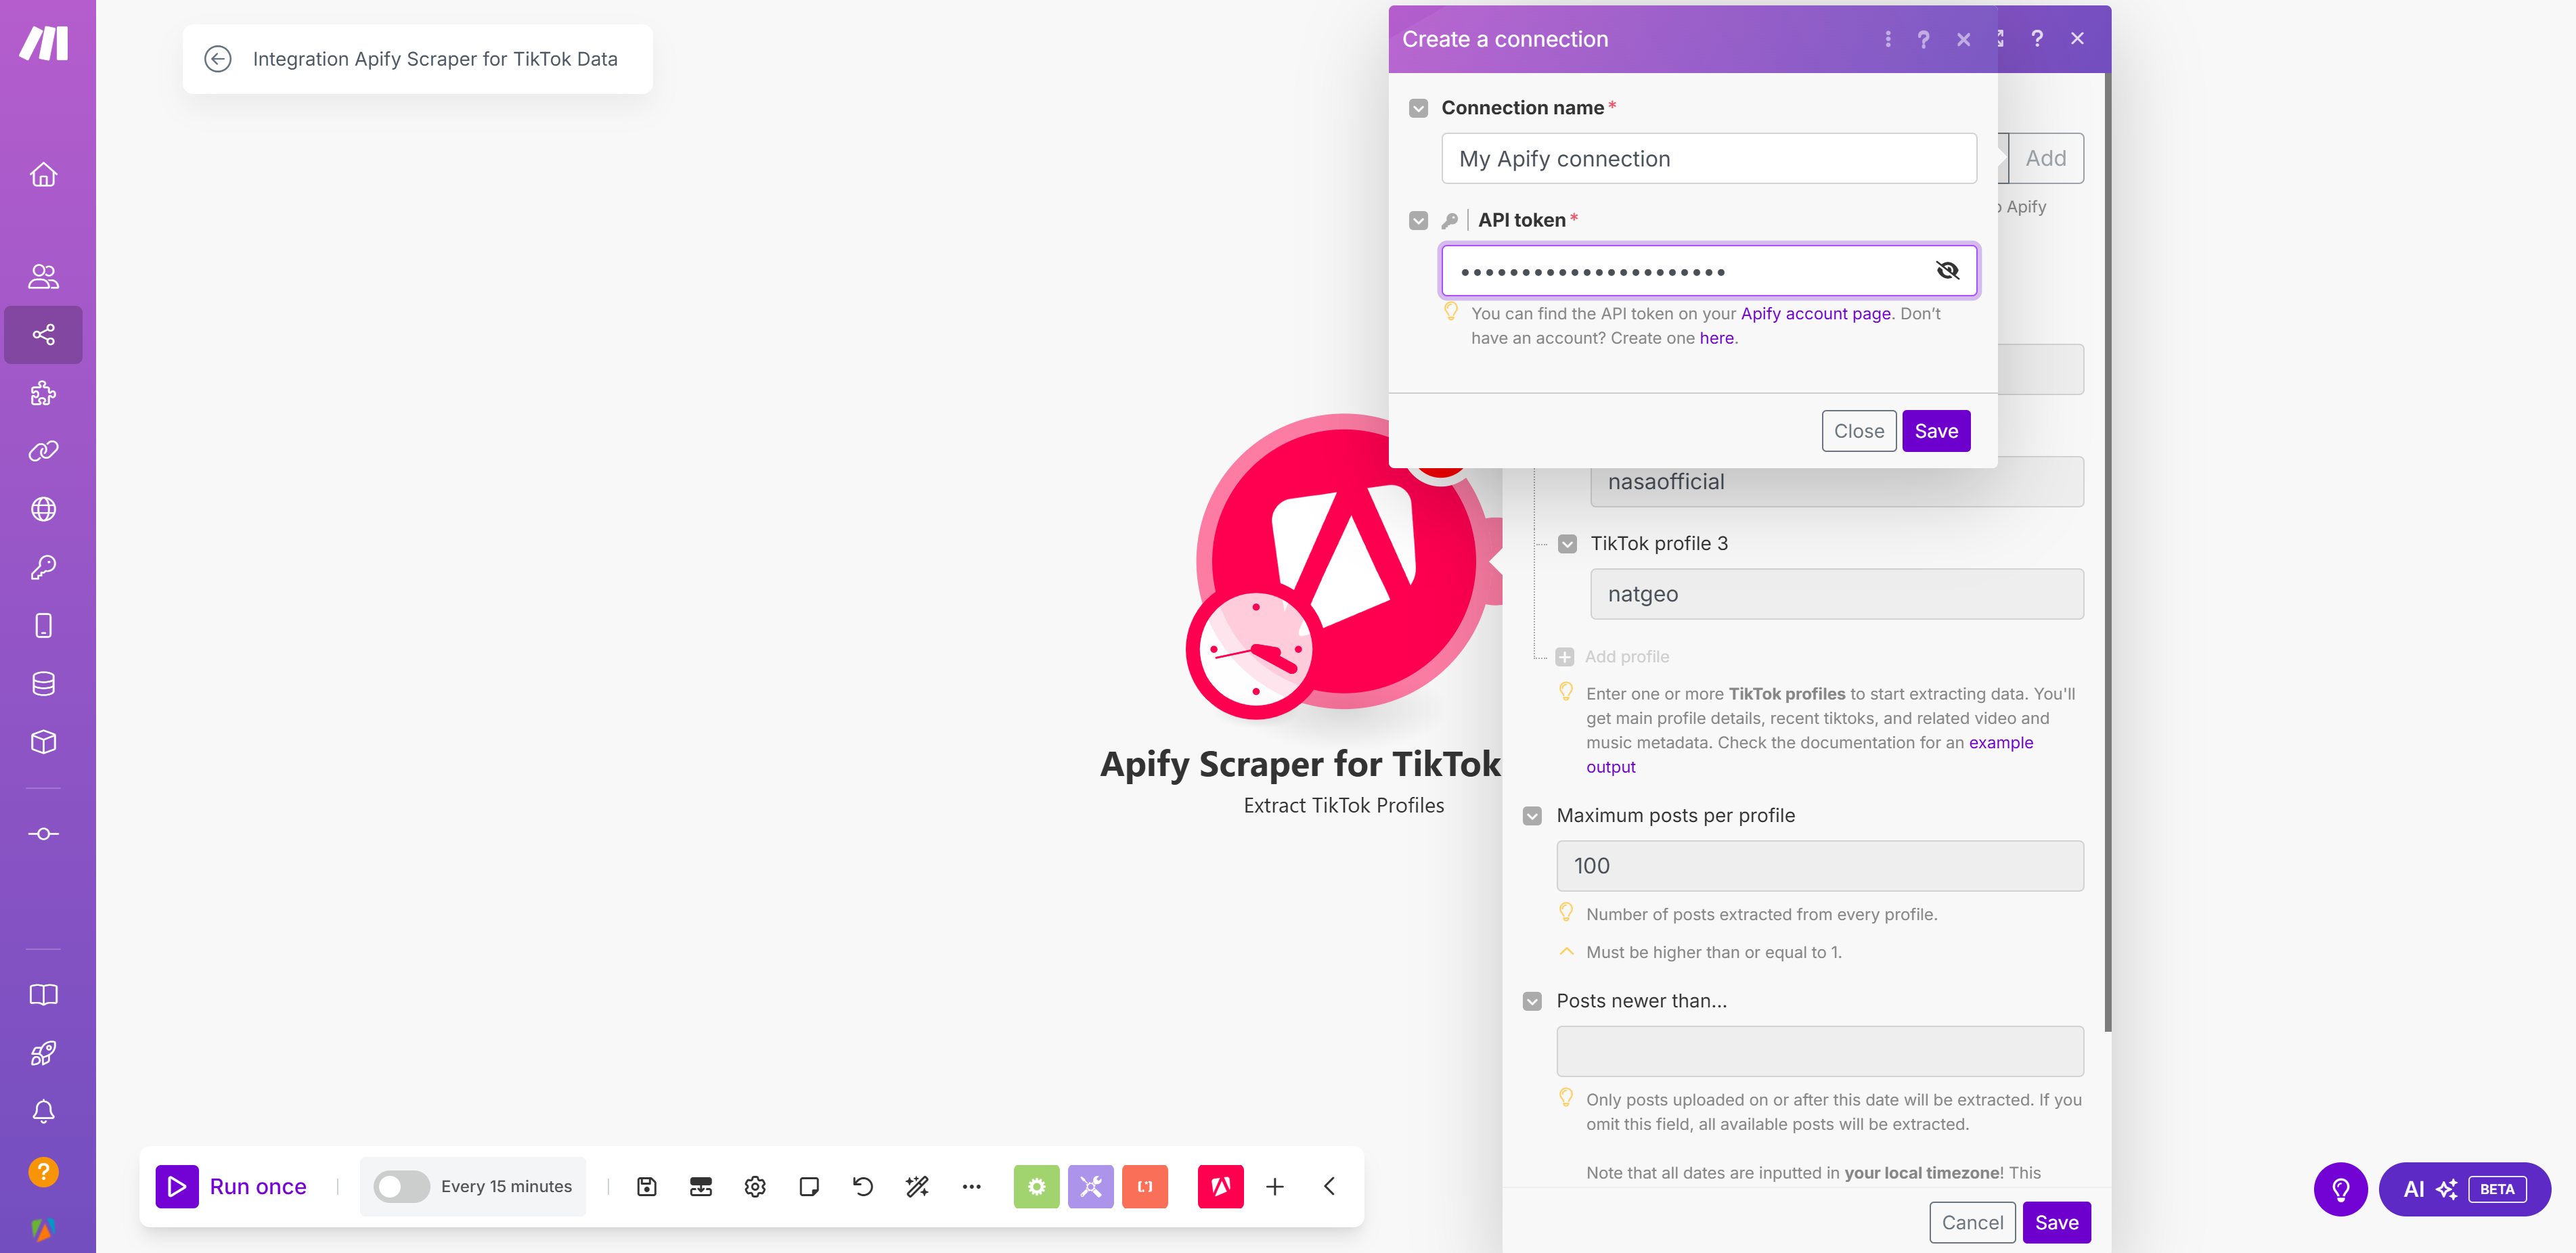 Integration Apify Scraper for TikTok Data
Create a connection
Connection name *
My Apify connection
Add
Apify
API token *
You can find the API token on your Apify account page. Don't
have an account? Create one here.
Close
Save
nasaofficial
TikTok profile 3
natgeo
Add profile
Enter one or more TikTok profiles to start extracting data. You'll
get main profile details, recent tiktoks, and related video and
music metadata. Check the documentation for an example
output
Apify Scraper for TikTok
Extract TikTok Profiles
Maximum posts per profile
100
Number of posts extracted from every profile.
Must be higher than or equal to 1.
Posts newer than...
Only posts uploaded on or after this date will be extracted. If you
omit this field, all available posts will be extracted.
Note that all dates are inputted in your local timezone! This
Cancel
Save
Run once
Every 15 minutes
AI
BETA